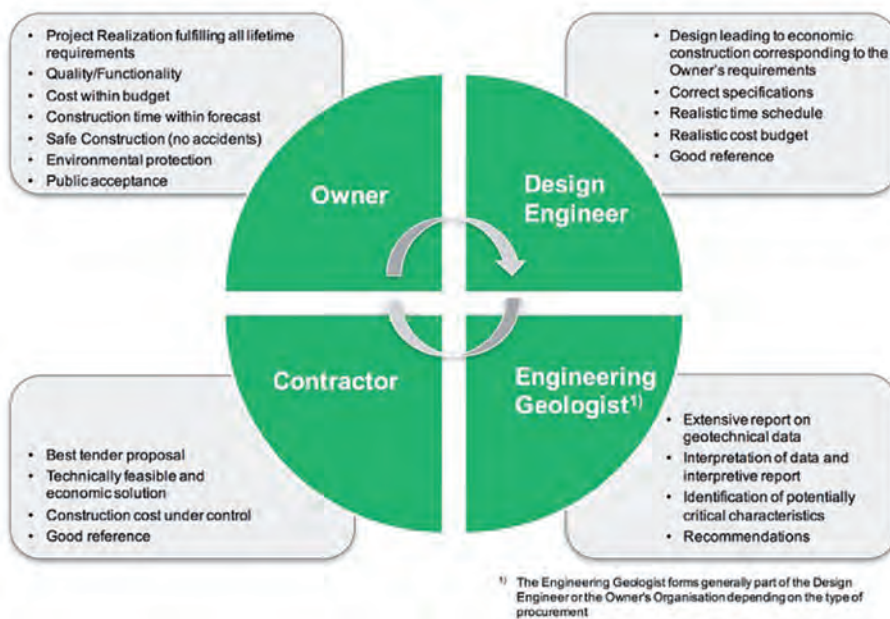 • Project Realization fulfilling all lifetime
requirements
• Quality/Functionality
• Cost within budget
• Construction time within forecast
• Safe Construction (no accidents)
• Environmental protection
• Public acceptance
• Design leading to economic
construction corresponding to the
Owner's requirements
• Correct specifications
• Realistic time schedule
• Realistic cost budget
• Good reference
Owner
Design
Engineer
Contractor
Engineering
Geologist1)
• Best tender proposal
• Technically feasible and
economic solution
• Construction cost under control
• Good reference
• Extensive report on
geotechnical data
• Interpretation of data and
interpretive report
• Identification of potentially
critical characteristics
• Recommendations
1) The Engineering Geologist forms generally part of the Design
Engineer or the Owner's Organisation depending on the type of
procurement